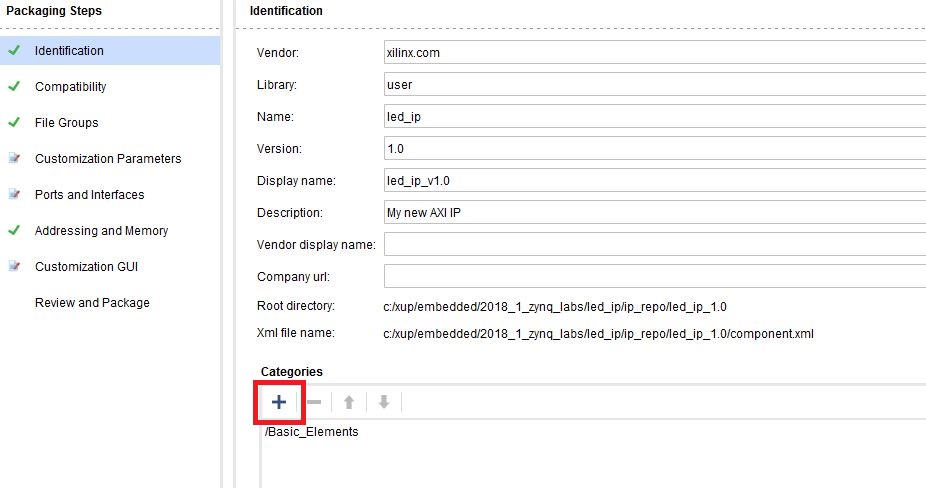 Packaging Steps
Identification
Compatibility
File Groups
Customization Parameters
Ports and Interfaces
Addressing and Memory
Customization GUI
Review and Package
Identification
Vendor: xilinx.com
Library: user
Name: led_ip
Version: 1.0
Display name: led_ip_v1.0
Description: My new AXI IP
Vendor display name:
Company url:
Root directory: c:/xup/embedded/2018_1_zynq_labs/led_ip/ip_repo/led_ip_1.0
Xml file name: c:/xup/embedded/2018_1_zynq_labs/led_ip/ip_repo/led_ip_1.0/component.xml
Categories
/Basic_Elements